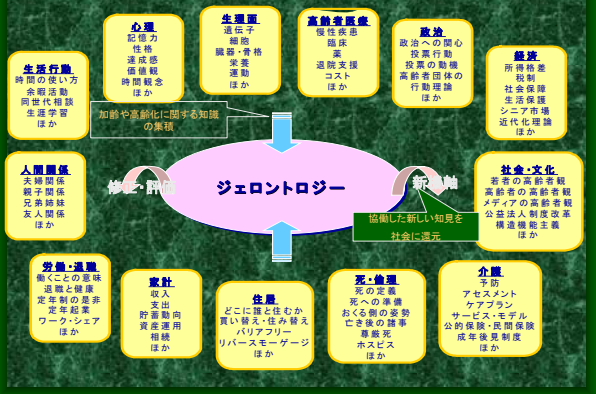 心理
記憶力
性格
達成感
価値観
時間観念
ほか
生理面
遺伝子
細胞
臓器・骨格
栄養
運動
ほか
高齢者医療
慢性疾患
臨床
薬
退院支援
コスト
ほか
政治
政治への関心
投票行動
投票の動機
高齢者団体の
行動理論
ほか
経済
所得格差
税制
社会保障
生活保護
シニア市場
近代化理論
ほか
生活行動
時間の使い方
余暇活動
同世代相談
生涯学習
ほか
加齢や高齢化に関する知識
の集積
人間関係
夫婦関係
親子関係
兄弟姉妹
友人関係
ほか
修正・評価
ジェロントロジー
新機軸
社会・文化
若者の高齢者観
高齢者の高齢者観
メディアの高齢者観
公益法人制度改革
構造機能主義
ほか
協働した新しい知見を
社会に還元
労働・退職
働くことの意味
退職と健康
定年制の是非
定年起業
ワーク・シェア
ほか
家計
収入
支出
貯蓄動向
資産運用
相続
ほか
住居
どこに誰と住むか
買い替え・住み替え
バリアフリー
リバースモーゲージ
ほか
死・倫理
死の定義
死への準備
おくる側の姿勢
亡き後の諸事
尊厳死
ホスピス
ほか
介護
予防
アセスメント
ケアプラン
サービス・モデル
公的保険・民間保険
成年後見制度
ほか